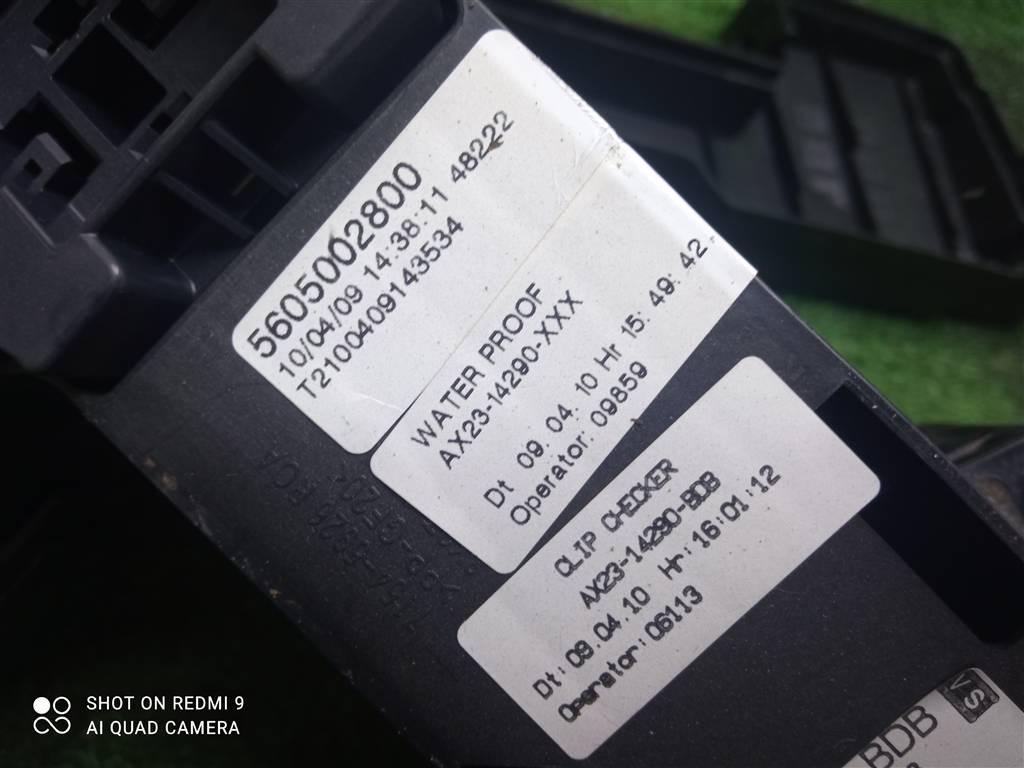 5605002800
10/04/09 14:38:11 48222
T2100409143534
WATER PROOF
AX23-14290-XXX
Dt 09. 04. 10 Hr 15: 49: 42
Operator: 09859
CLIP CHECKER
AX23-14290-BDB
Dt: 09.04.10 Hr: 16:01:12
Operator: 06113
VS
BDB
SHOT ON REDMI 9
AI QUAD CAMERA